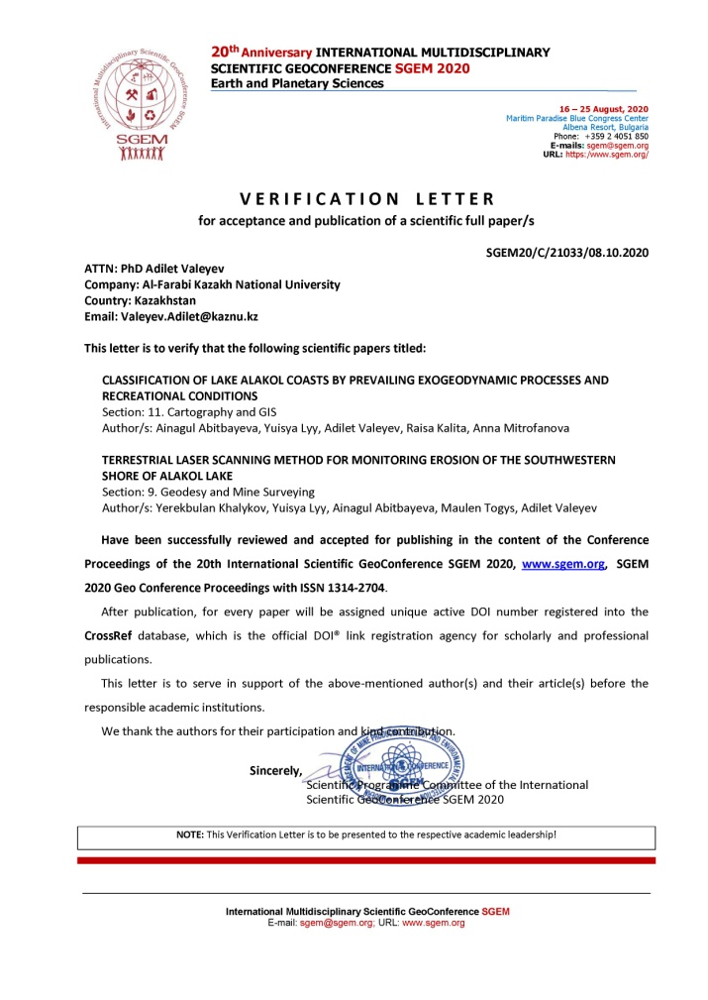 International Multidisciplinary Scientific GeoConference SGEM
SGEM
20th Anniversary INTERNATIONAL MULTIDISCIPLINARY
SCIENTIFIC GEOCONFERENCE SGEM 2020
Earth and Planetary Sciences
16 – 25 August, 2020
Maritim Paradise Blue Congress Center
Albena Resort, Bulgaria
Phone: +359 2 4051 850
E-mails: sgem@sgem.org
URL: https:/www.sgem.org/
VERIFICATION LETTER
for acceptance and publication of a scientific full paper/s
SGEM20/C/21033/08.10.2020
ATTN: PhD Adilet Valeyev
Company: Al-Farabi Kazakh National University
Country: Kazakhstan
Email: Valeyev.Adilet@kaznu.kz
This letter is to verify that the following scientific papers titled:
CLASSIFICATION OF LAKE ALAKOL COASTS BY PREVAILING EXOGEODYNAMIC PROCESSES AND
RECREATIONAL CONDITIONS
Section: 11. Cartography and GIS
Author/s: Ainagul Abitbayeva, Yuisya Lyy, Adilet Valeyev, Raisa Kalita, Anna Mitrofanova
TERRESTRIAL LASER SCANNING METHOD FOR MONITORING EROSION OF THE SOUTHWESTERN
SHORE OF ALAKOL LAKE
Section: 9. Geodesy and Mine Surveying
Author/s: Yerekbulan Khalykov, Yuisya Lyy, Ainagul Abitbayeva, Maulen Togys, Adilet Valeyev
Have been successfully reviewed and accepted for publishing in the content of the Conference
Proceedings of the 20th International Scientific GeoConference SGEM 2020, www.sgem.org, SGEM
2020 Geo Conference Proceedings with ISSN 1314-2704.
After publication, for every paper will be assigned unique active DOI number registered into the
CrossRef database, which is the official DOI® link registration agency for scholarly and professional
publications.
This letter is to serve in support of the above-mentioned author(s) and their article(s) before the
responsible academic institutions.
We thank the authors for their participation and kind contribution.
INTERNATIONAL CONFERENCE
SGEM
Sincerely,
Scientific Programme Committee of the International
Scientific GeoConference SGEM 2020
NOTE: This Verification Letter is to be presented to the respective academic leadership!
International Multidisciplinary Scientific GeoConference SGEM
E-mail: sgem@sgem.org; URL: www.sgem.org